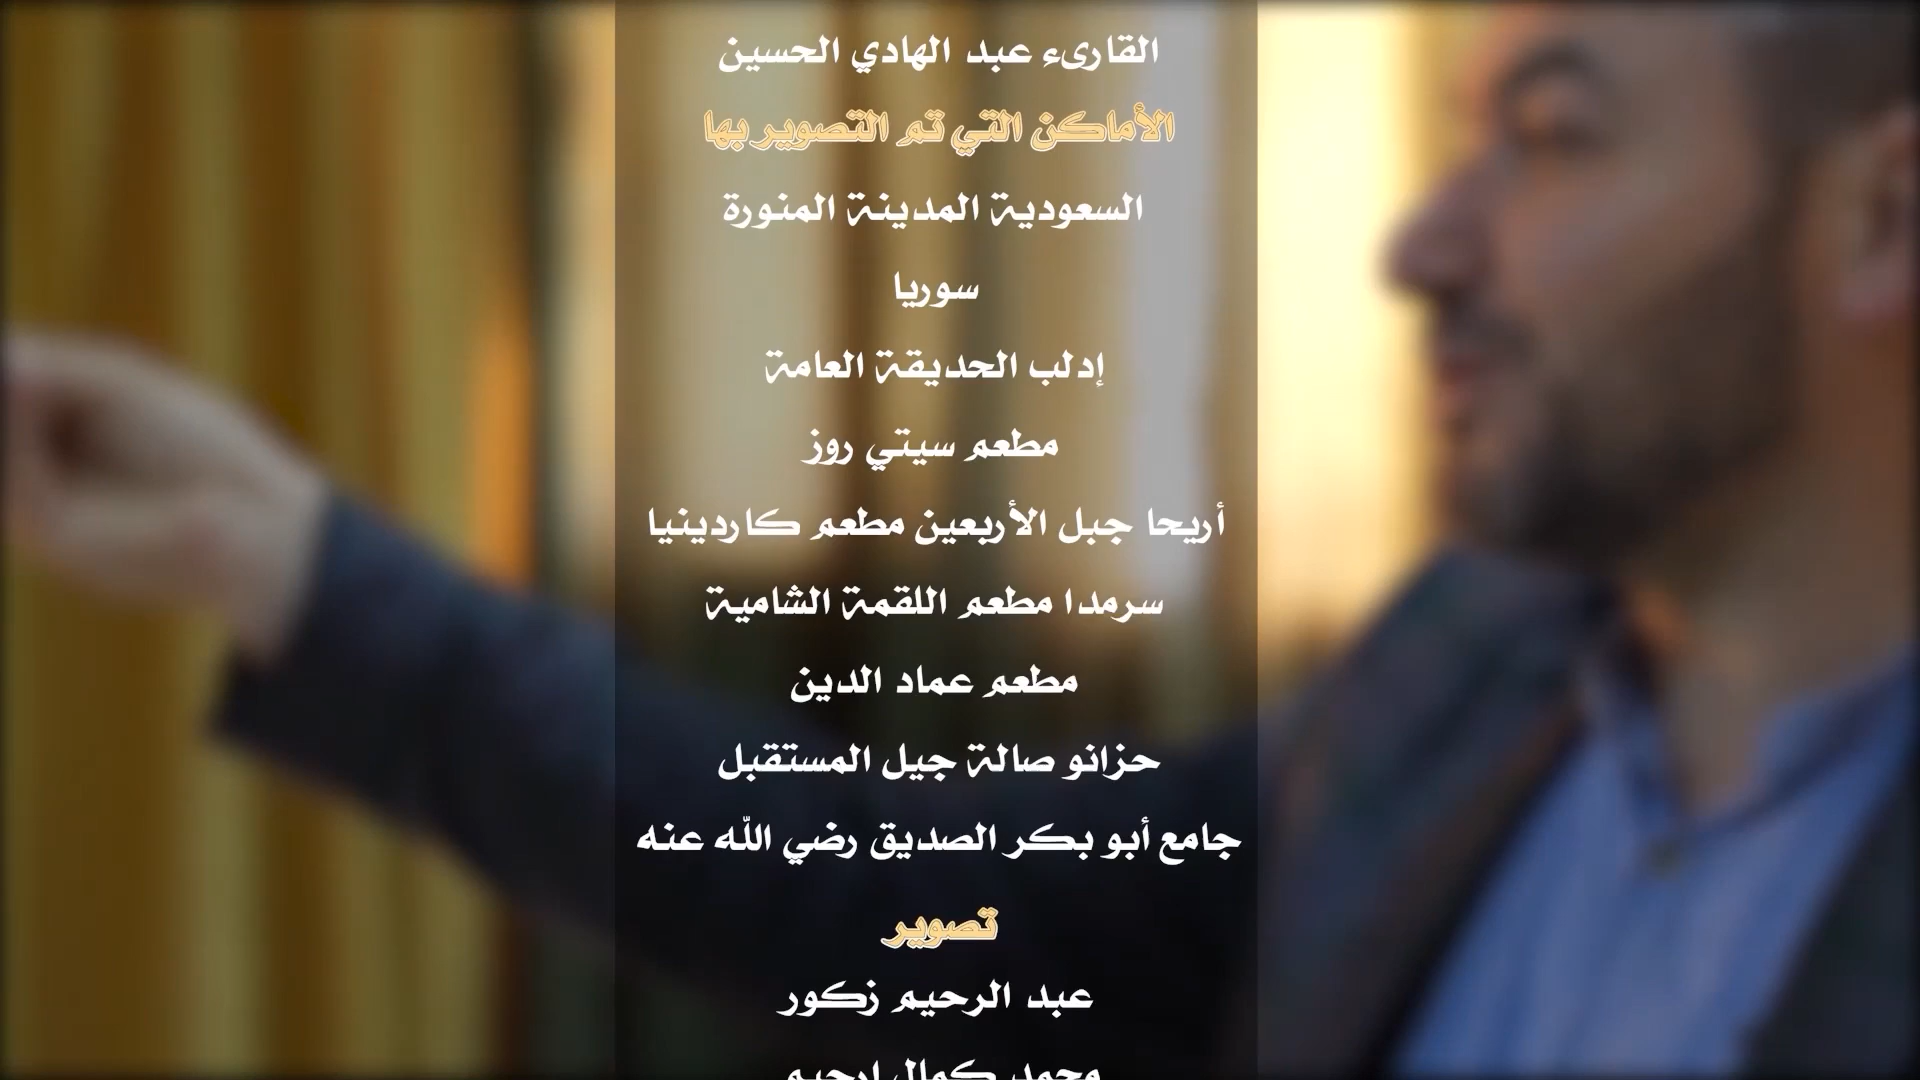 القارىء عبد الهادي الحسين
الأماكن التي تم التصوير بها
السعودية المدينة المنورة
سوريا
إدلب الحديقة العامة
مطعم سيتي روز
أريحا جبل الأربعين مطعم كاردينيا
سرمدا مطعم اللقمة الشامية
مطعم عماد الدين
حزانو صالة جيل المستقبل
جامع أبو بكر الصديق رضي الله عنه
تصوير
عبد الرحيم زكور
محمد كمال